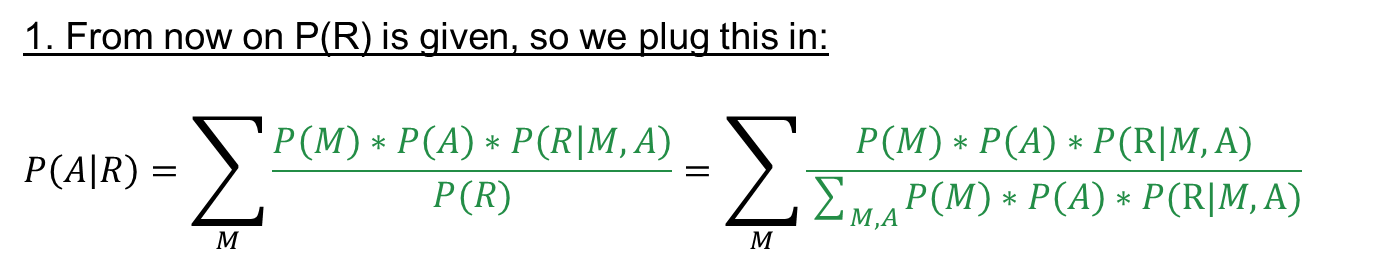 1. From now on P(R) is given, so we plug this in:
P(A|R) = ∑_M (P(M) ∗ P(A) ∗ P(R|M, A)) / (P(R)) = ∑_M (P(M) ∗ P(A) ∗ P(R|M, A)) / (∑_{M,A} P(M) ∗ P(A) ∗ P(R|M, A))